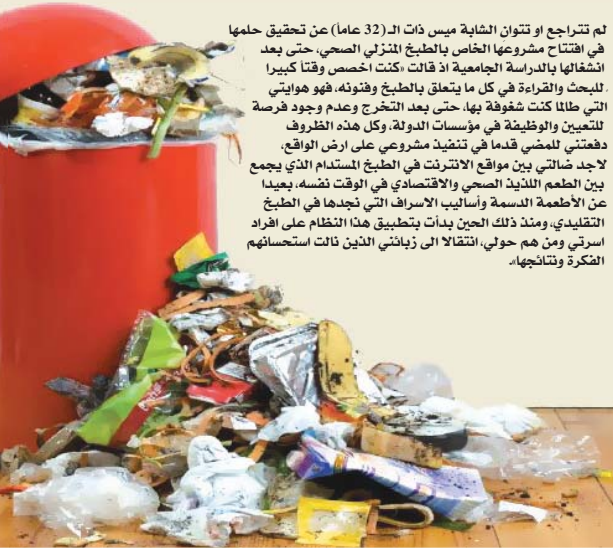 لم تتراجع او تتوان الشابة ميس ذات الـ(32 عاماً) عن تحقيق حلمها
في افتتاح مشروعها الخاص بالطبخ المنزلي الصحي، حتى بعد
انشغالها بالدراسة الجامعية اذ قالت «كنت اخصص وقتاً كبيرا
للبحث والقراءة في كل ما يتعلق بالطبخ وفنونه، فهو هوايتي
التي طالما كنت شغوفة بها، حتى بعد التخرج وعدم وجود فرصة
للتعيين والوظيفة في مؤسسات الدولة، وكل هذه الظروف
دفعتني للمضي قدما في تنفيذ مشروعي على ارض الواقع،
لاجد ضالتي بين مواقع الانترنت في الطبخ المستدام الذي يجمع
بين الطعم اللذيذ الصحي والاقتصادي في الوقت نفسه، بعيدا
عن الأطعمة الدسمة وأساليب الاسراف التي نجدها في الطبخ
التقليدي، ومنذ ذلك الحين بدأت بتطبيق هذا النظام على افراد
اسرتي ومن هم حولي، انتقالا الى زبائني الذين نالت استحسانهم
الفكرة ونتائجها».